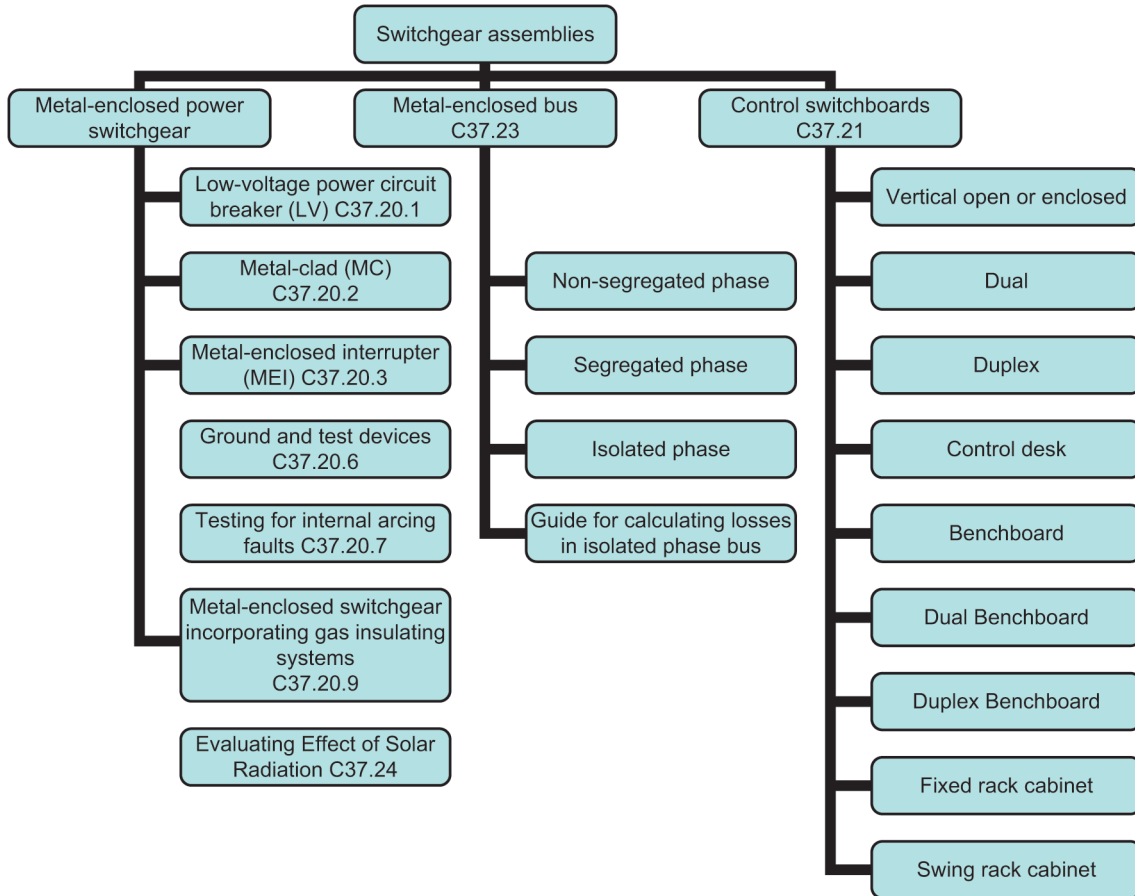 Switchgear assemblies
Metal-enclosed power
switchgear
Metal-enclosed bus
C37.23
Control switchboards
C37.21
Low-voltage power circuit
breaker (LV) C37.20.1
Metal-clad (MC)
C37.20.2
Metal-enclosed interrupter
(MEI) C37.20.3
Ground and test devices
C37.20.6
Testing for internal arcing
faults C37.20.7
Metal-enclosed switchgear
incorporating gas insulating
systems
C37.20.9
Evaluating Effect of Solar
Radiation C37.24
Non-segregated phase
Segregated phase
Isolated phase
Guide for calculating losses
in isolated phase bus
Vertical open or enclosed
Dual
Duplex
Control desk
Benchboard
Dual Benchboard
Duplex Benchboard
Fixed rack cabinet
Swing rack cabinet